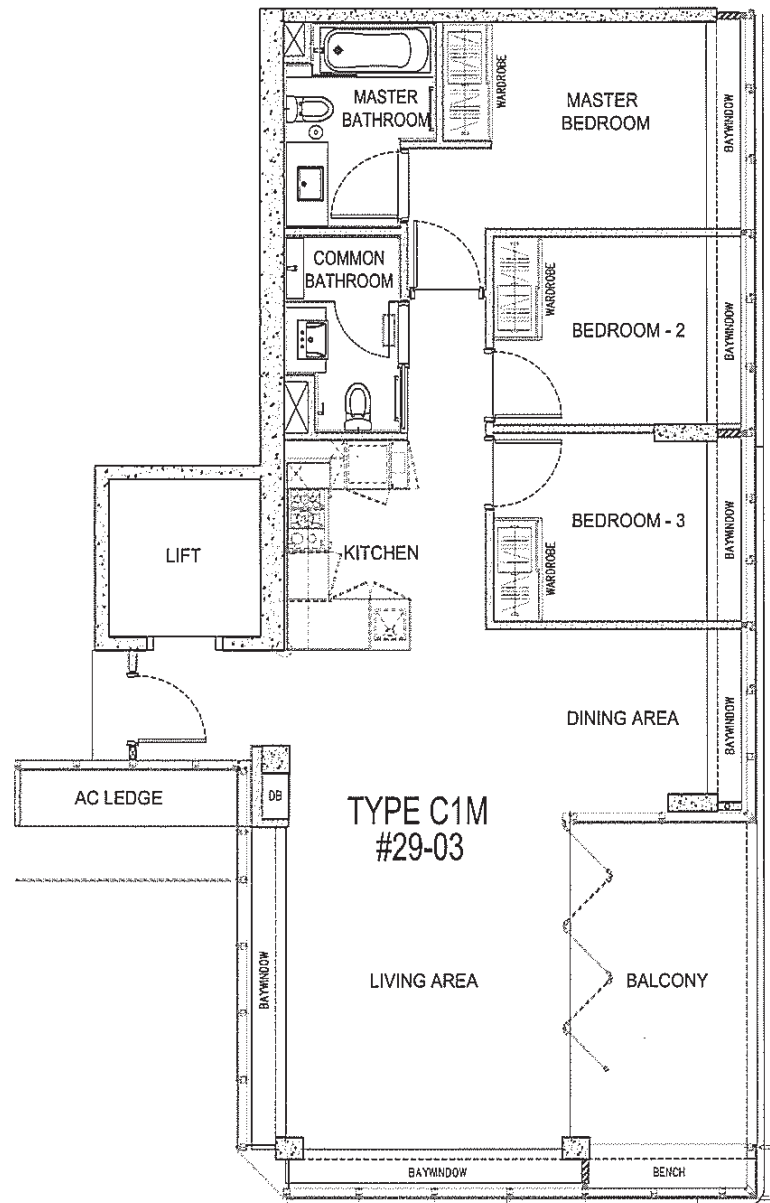 MASTER
BATHROOM
WARDROBE
MASTER
BEDROOM
BAYWINDOW
COMMON
BATHROOM
WARDROBE
BEDROOM - 2
BAYWINDOW
LIFT
KITCHEN
WARDROBE
BEDROOM - 3
BAYWINDOW
DINING AREA
BAYWINDOW
AC LEDGE
DB
TYPE C1M
#29-03
BAYWINDOW
LIVING AREA
BALCONY
BAYWINDOW
BENCH